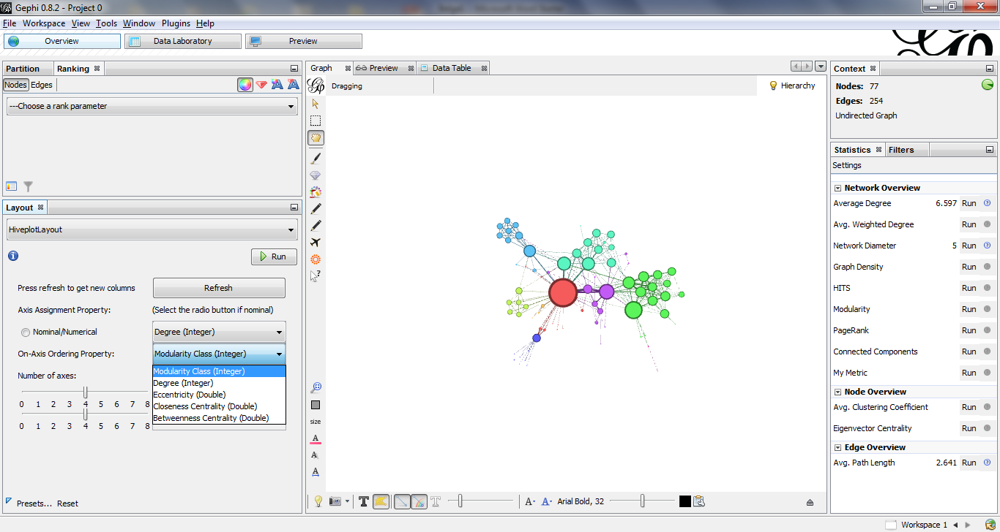 Gephi 0.8.2 - Project 0
File Workspace View Tools Window Plugins Help
Overview Data Laboratory Preview
Partition Ranking
Nodes Edges
---Choose a rank parameter
Layout
HiveplotLayout
Run
Press refresh to get new columns Refresh
Axis Assignment Property: (Select the radio button if nominal)
Nominal/Numerical Degree (Integer)
On-Axis Ordering Property: Modularity Class (Integer)
Modularity Class (Integer)
Degree (Integer)
Eccentricity (Double)
Closeness Centrality (Double)
Betweenness Centrality (Double)
Number of axes:
0 1 2 3 4 5 6 7 8
0 1 2 3 4 5 6 7 8
Presets... Reset
Graph Preview Data Table
Dragging Hierarchy
size
Arial Bold, 32
Context
Nodes: 77
Edges: 254
Undirected Graph
Statistics Filters
Settings
Network Overview
Average Degree 6.597 Run
Avg. Weighted Degree Run
Network Diameter 5 Run
Graph Density Run
HITS Run
Modularity Run
PageRank Run
Connected Components Run
My Metric Run
Node Overview
Avg. Clustering Coefficient Run
Eigenvector Centrality Run
Edge Overview
Avg. Path Length 2.641 Run
Workspace 1